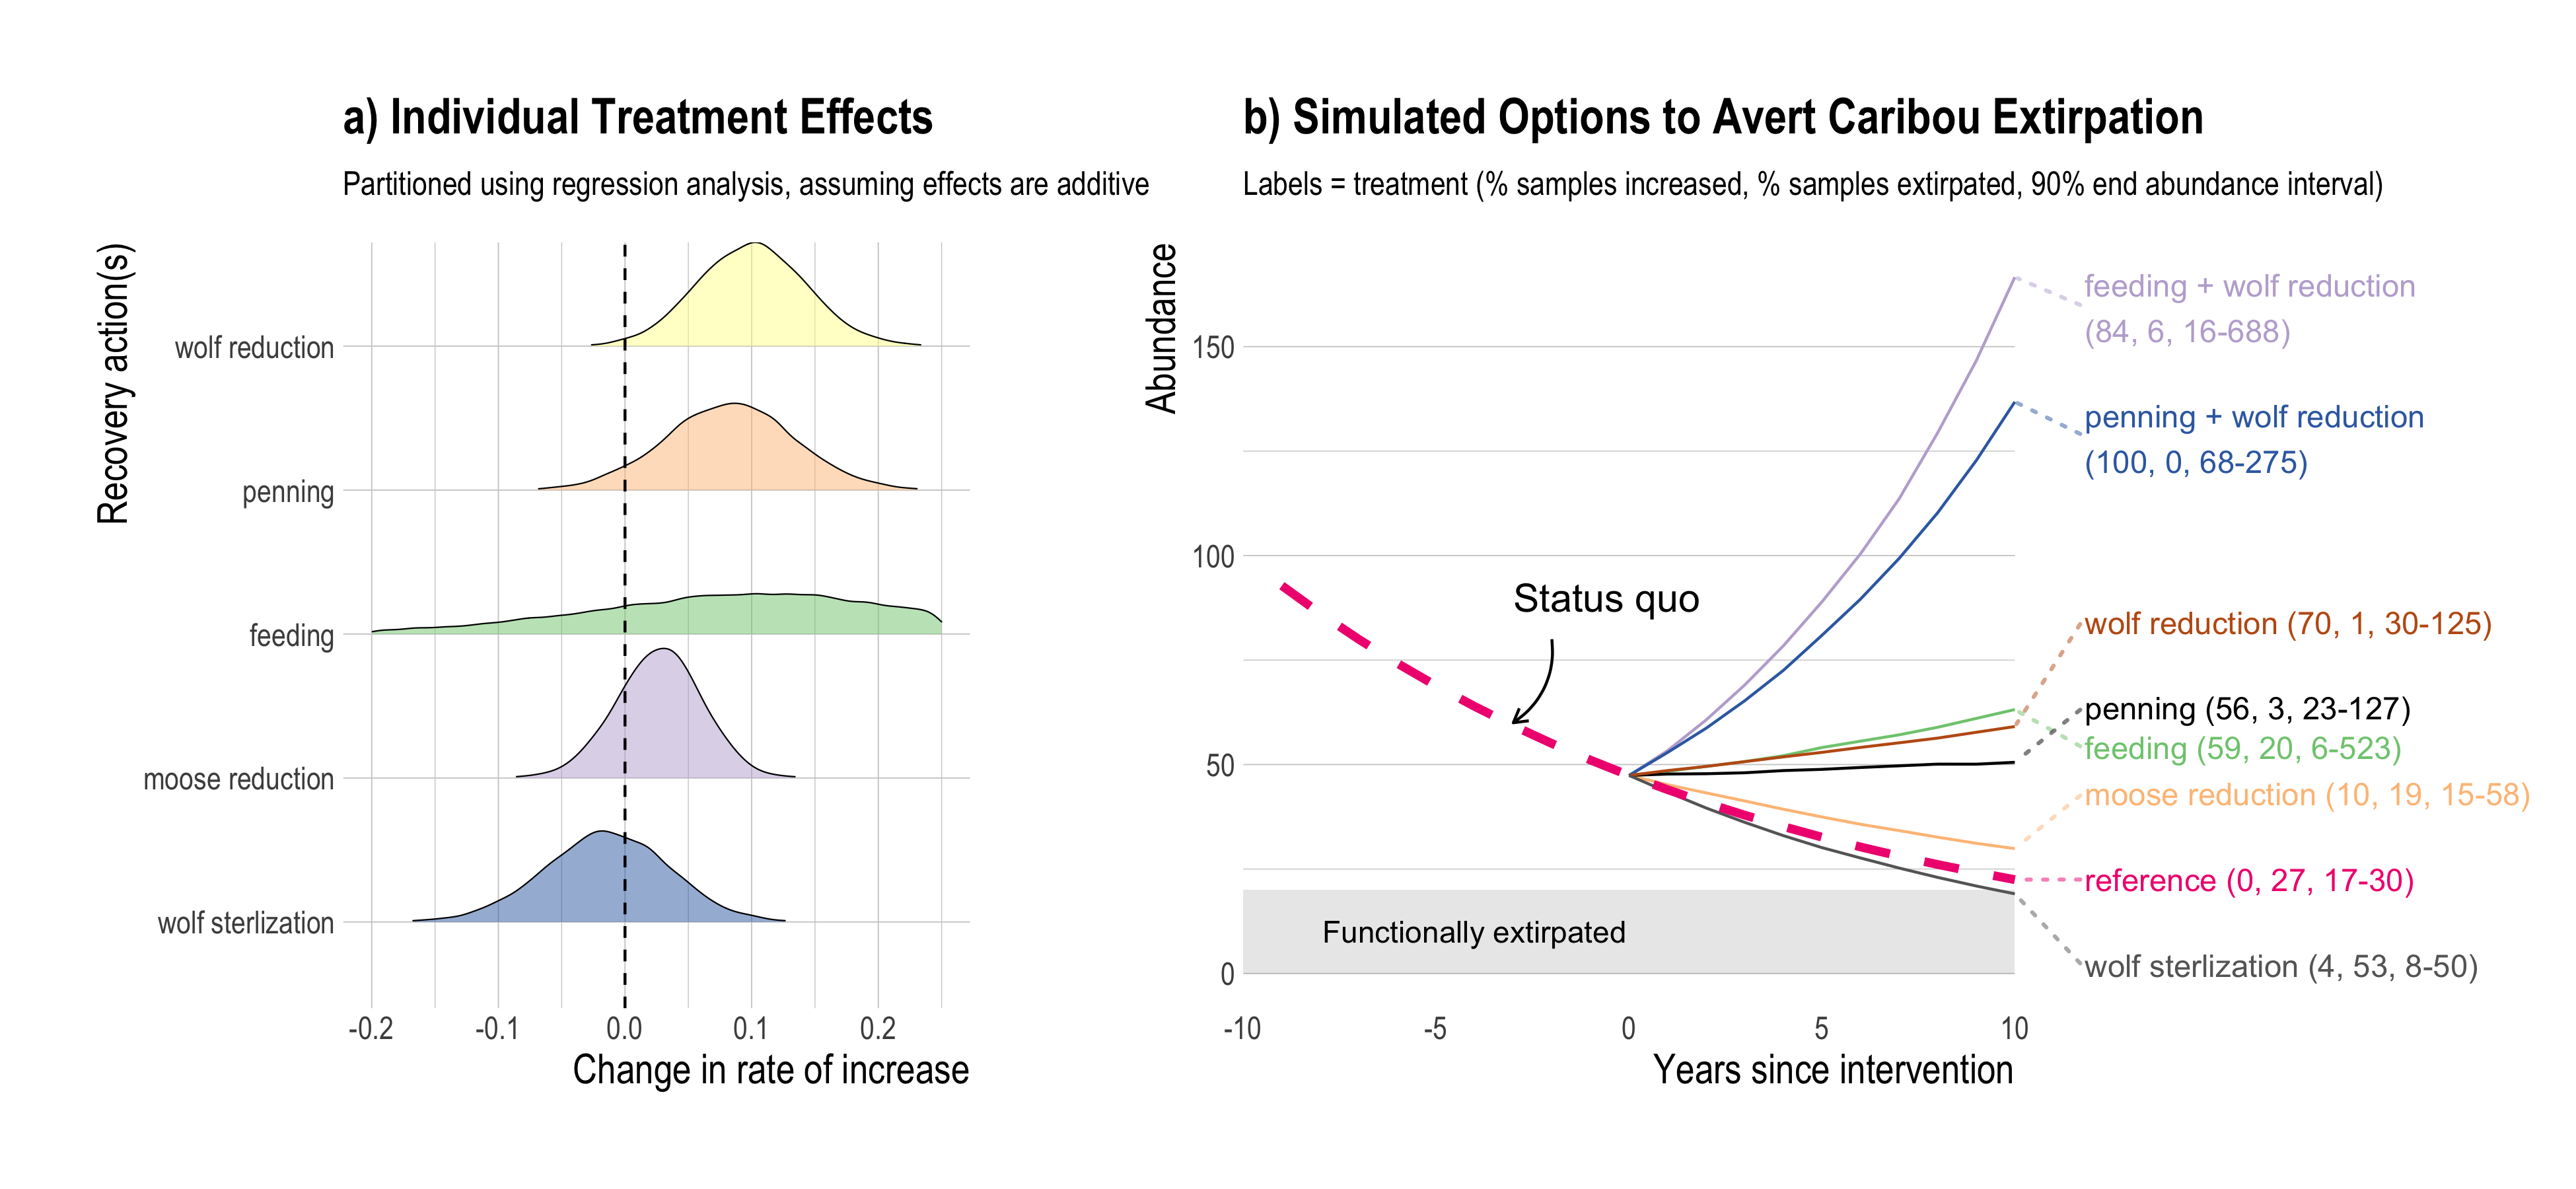 a) Individual Treatment Effects
Partitioned using regression analysis, assuming effects are additive
Recovery action(s)
wolf reduction
penning
feeding
moose reduction
wolf sterlization
-0.2 -0.1 0.0 0.1 0.2
Change in rate of increase
b) Simulated Options to Avert Caribou Extirpation
Labels = treatment (% samples increased, % samples extirpated, 90% end abundance interval)
Abundance
150
100
50
0
Status quo
Functionally extirpated
feeding + wolf reduction
(84, 6, 16-688)
penning + wolf reduction
(100, 0, 68-275)
wolf reduction (70, 1, 30-125)
penning (56, 3, 23-127)
feeding (59, 20, 6-523)
moose reduction (10, 19, 15-58)
reference (0, 27, 17-30)
wolf sterlization (4, 53, 8-50)
-10 -5 0 5 10
Years since intervention